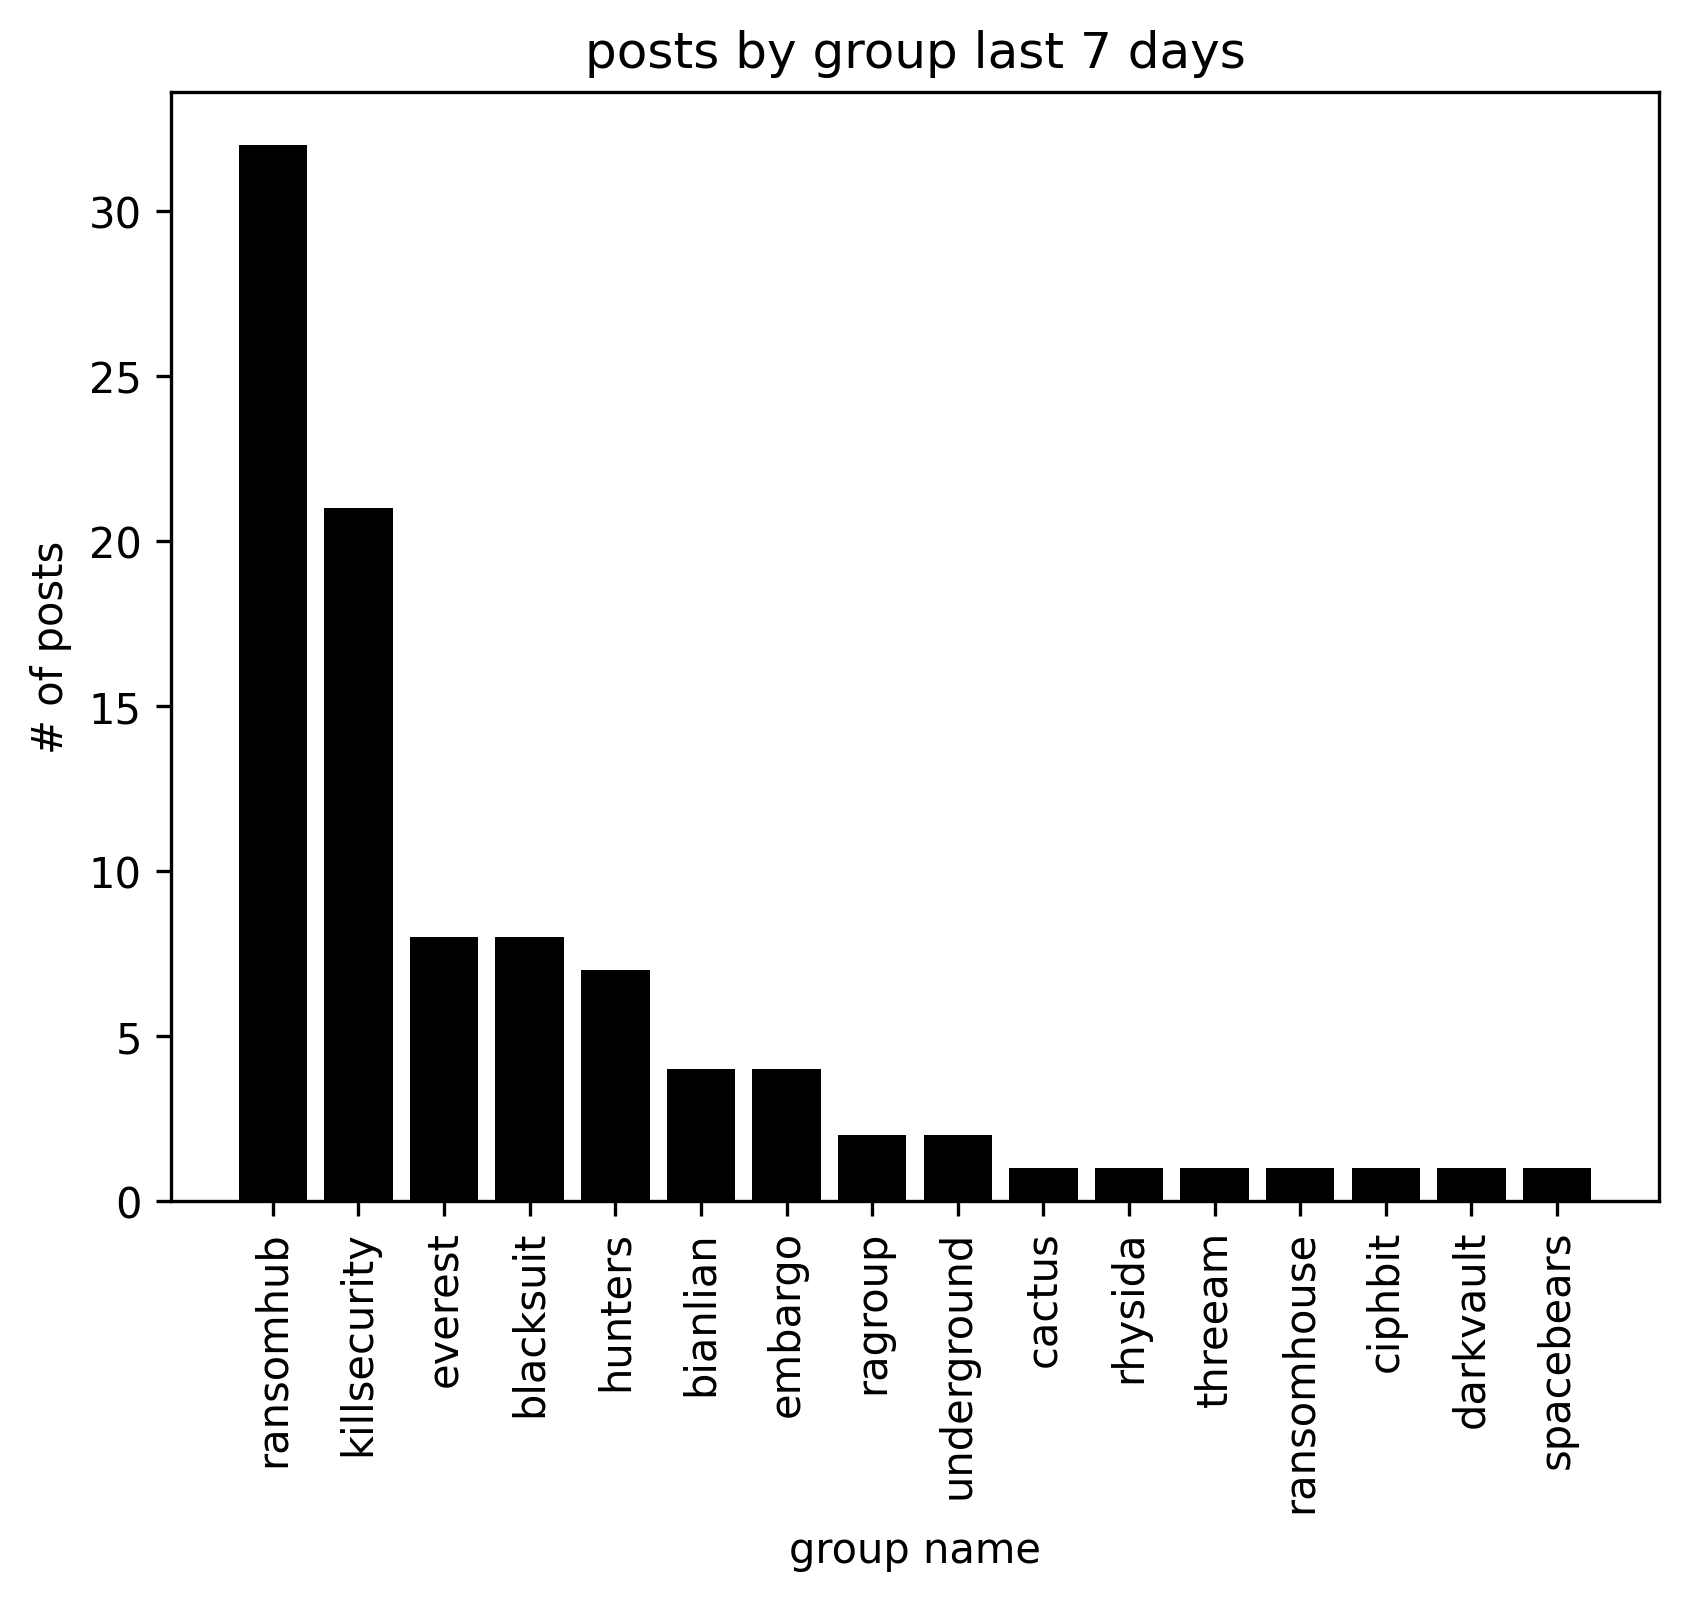 posts by group last 7 days
# of posts
30
25
20
15
10
5
0
ransomhub
killsecurity
everest
blacksuit
hunters
bianlian
embargo
ragroup
underground
cactus
rhysida
threeam
ransomhouse
ciphbit
darkvault
spacebears
group name